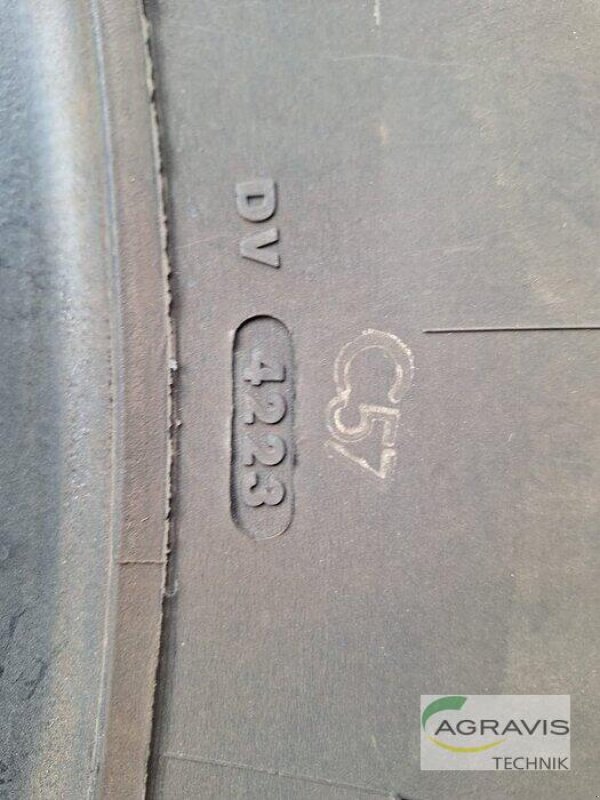 DV 4223
C57
AGRAVIS
TECHNIK